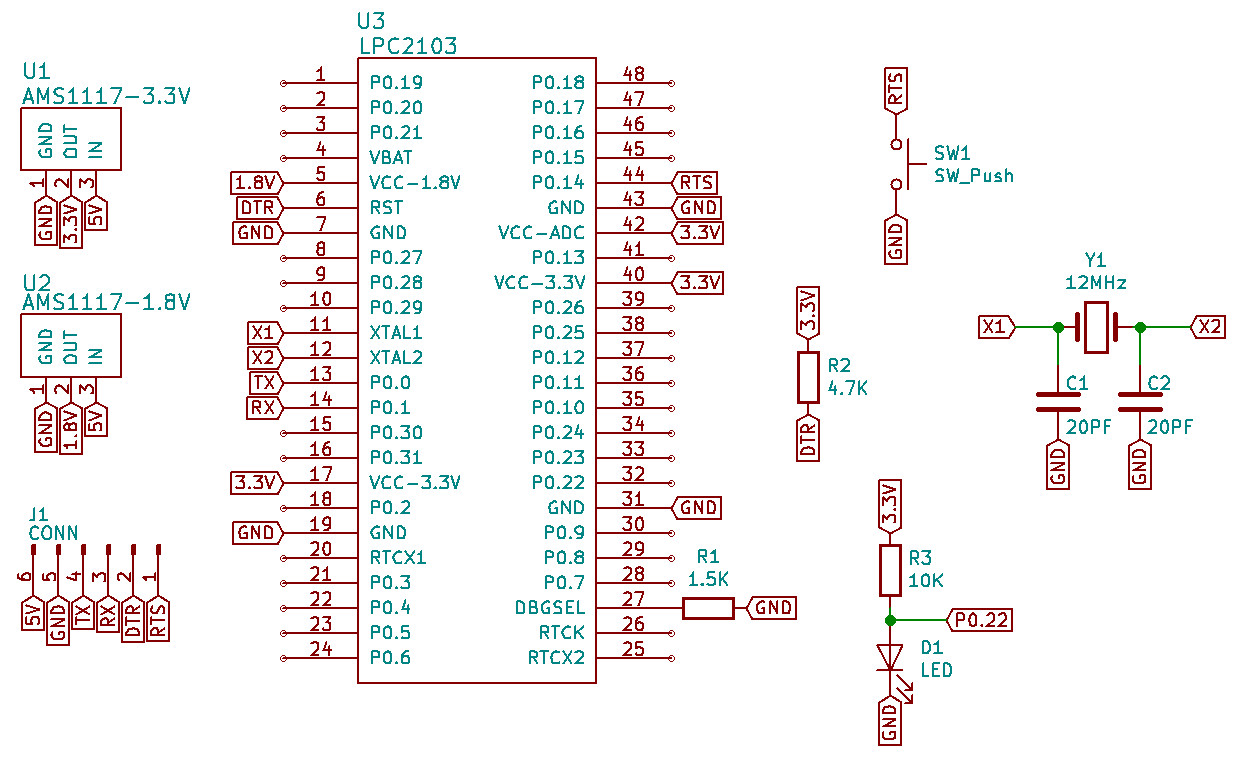 U1
AMS1117-3.3V
GND
OUT
IN
1
2
3
GND
3.3V
5V
U2
AMS1117-1.8V
GND
OUT
IN
1
2
3
GND
1.8V
5V
J1
CONN
6
5
4
3
2
1
5V
GND
TX
RX
DTR
RTS
U3
LPC2103
1 P0.19 P0.18 48
2 P0.20 P0.17 47
3 P0.21 P0.16 46
4 VBAT P0.15 45
1.8V 5 VCC-1.8V P0.14 44 RTS
DTR 6 RST GND 43 GND
GND 7 GND VCC-ADC 42 3.3V
8 P0.27 P0.13 41
9 P0.28 VCC-3.3V 40 3.3V
10 P0.29 P0.26 39
X1 11 XTAL1 P0.25 38
X2 12 XTAL2 P0.12 37
TX 13 P0.0 P0.11 36
RX 14 P0.1 P0.10 35
15 P0.30 P0.24 34
16 P0.31 P0.23 33
3.3V 17 VCC-3.3V P0.22 32
18 P0.2 GND 31 GND
GND 19 GND P0.9 30
20 RTCX1 P0.8 29
21 P0.3 P0.7 28
22 P0.4 DBGSEL 27
23 P0.5 RTCK 26
24 P0.6 RTCX2 25
R1
1.5K
GND
RTS
SW1
SW_Push
GND
3.3V
R2
4.7K
DTR
3.3V
R3
10K
P0.22
D1
LED
GND
Y1
12MHz
X1
X2
C1
20PF
GND
C2
20PF
GND